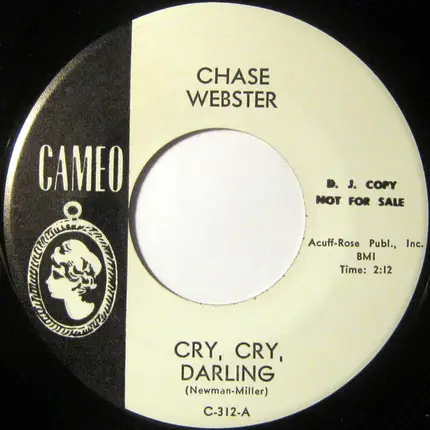 CHASE
WEBSTER
CAMEO
D. J. COPY
NOT FOR SALE
Acuff-Rose Publ., Inc.
BMI
Time: 2:12
CRY, CRY,
DARLING
(Newman-Miller)
C-312-A